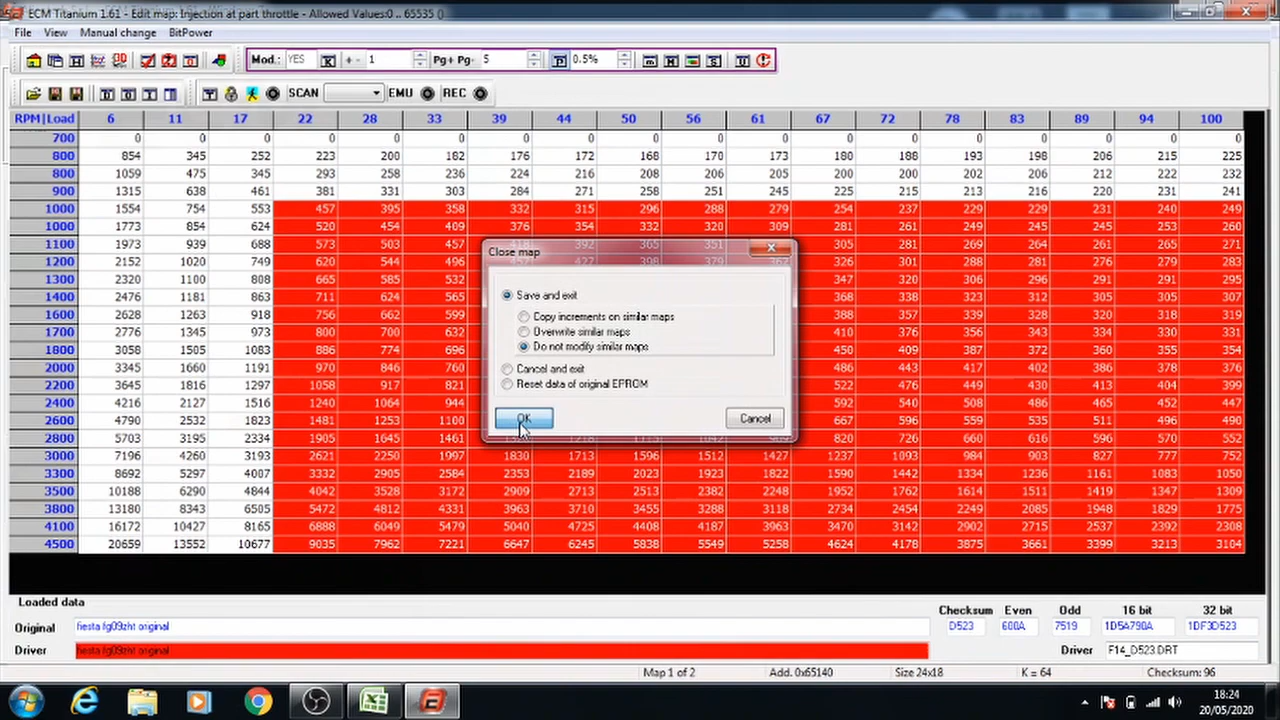 ECM Titanium 1.61 - Edit map: Injection at part throttle - Allowed Values:0 .. 65535 ()
File View Manual change BitPower
Mod.: YES K + - 1 Pg+ Pg- 5 P 0.5%
SCAN EMU REC
RPM|Load 6 11 17 22 28 33 39 44 50 56 61 67 72 78 83 89 94 100
700 0 0 0 0 0 0 0 0 0 0 0 0 0 0 0 0 0 0
800 854 345 252 223 200 182 176 172 168 170 173 180 188 193 198 206 215 225
800 1059 475 345 293 258 236 224 216 208 206 205 200 200 202 206 212 222 232
900 1315 638 461 381 331 303 284 271 258 251 245 225 215 213 216 220 231 241
1000 1554 754 553 457 395 358 332 315 296 288 279 254 237 229 229 231 240 249
1000 1773 854 624 520 454 409 376 354 332 320 309 281 261 249 245 245 253 260
1100 1973 939 688 573 503 457 418 392 365 351 305 281 269 264 261 265 271
1200 2152 1020 749 620 544 496 457 427 398 379 362 326 301 288 281 276 279 283
1300 2320 1100 808 665 585 532 347 320 306 296 291 291 295
1400 2476 1181 863 711 624 565 368 338 323 312 305 305 307
1600 2628 1263 918 756 662 599 388 357 339 328 320 318 319
1700 2776 1345 973 800 700 632 410 376 356 343 334 330 331
1800 3058 1505 1083 886 774 696 450 409 387 372 360 355 354
2000 3345 1660 1191 970 846 760 486 443 417 402 386 378 376
2200 3645 1816 1297 1058 917 821 522 476 449 430 413 404 399
2400 4216 2127 1516 1240 1064 944 592 540 508 486 465 452 447
2600 4790 2532 1823 1481 1253 1100 667 596 559 535 511 496 490
2800 5703 3195 2334 1905 1645 1461 820 726 660 616 596 570 552
3000 7196 4260 3193 2621 2250 1997 1830 1713 1596 1512 1427 1237 1093 984 903 827 777 752
3300 8692 5297 4007 3332 2905 2584 2353 2189 2023 1923 1822 1590 1442 1334 1236 1161 1083 1050
3500 10188 6290 4844 4042 3528 3172 2909 2713 2513 2382 2248 1952 1762 1614 1511 1419 1347 1309
3800 13180 8343 6505 5472 4812 4331 3963 3710 3455 3288 3118 2734 2454 2249 2085 1948 1829 1775
4100 16172 10427 8165 6888 6049 5479 5040 4725 4408 4187 3963 3470 3142 2902 2715 2537 2392 2308
4500 20659 13552 10677 9035 7962 7221 6647 6245 5838 5549 5258 4624 4178 3875 3661 3399 3213 3104
Close map
Save and exit
Copy increments on similar maps
Overwrite similar maps
Do not modify similar maps
Cancel and exit
Reset data of original EPROM
OK Cancel
Loaded data
Checksum Even Odd 16 bit 32 bit
Original fiesta fg09zht original D523 600A 7519 1D5A790A 1DF3D523
Driver fiesta fg09zht original Driver F14_D523.DRT
Map 1 of 2 Add. 0x65140 Size 24x18 K = 64 Checksum: 96
18:24
20/05/2020